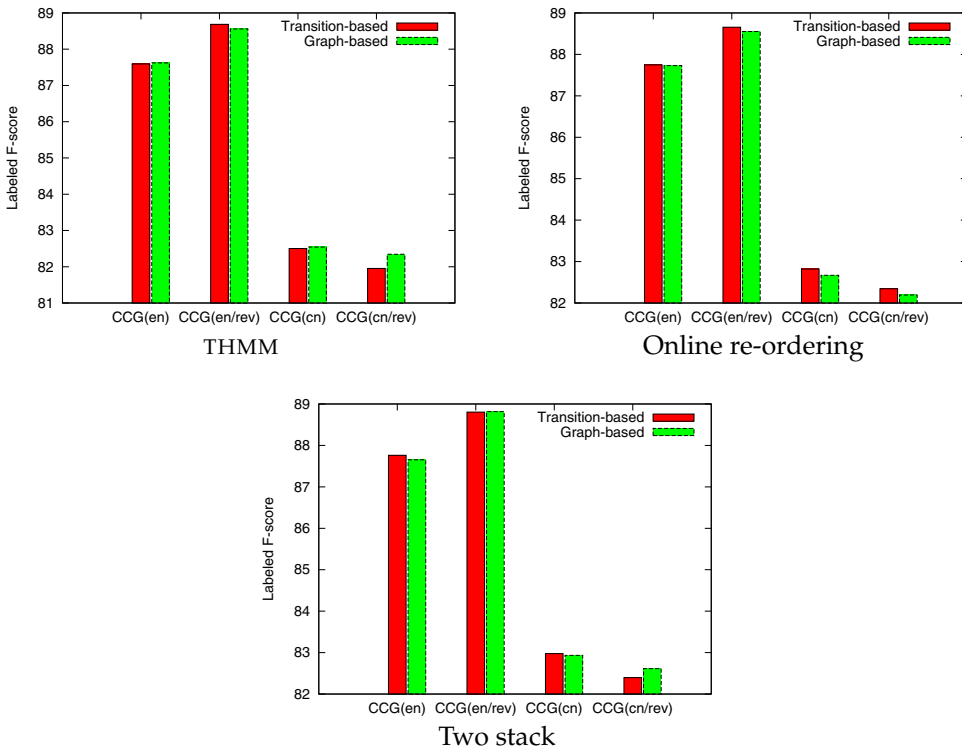 89
88
87
86
85
84
83
82
81
Labeled F-score
Transition-based
Graph-based
CCG(en) CCG(en/rev) CCG(cn) CCG(cn/rev)
THMM
89
88
87
86
85
84
83
82
Labeled F-score
Transition-based
Graph-based
CCG(en) CCG(en/rev) CCG(cn) CCG(cn/rev)
Online re-ordering
89
88
87
86
85
84
83
82
Labeled F-score
Transition-based
Graph-based
CCG(en) CCG(en/rev) CCG(cn) CCG(cn/rev)
Two stack